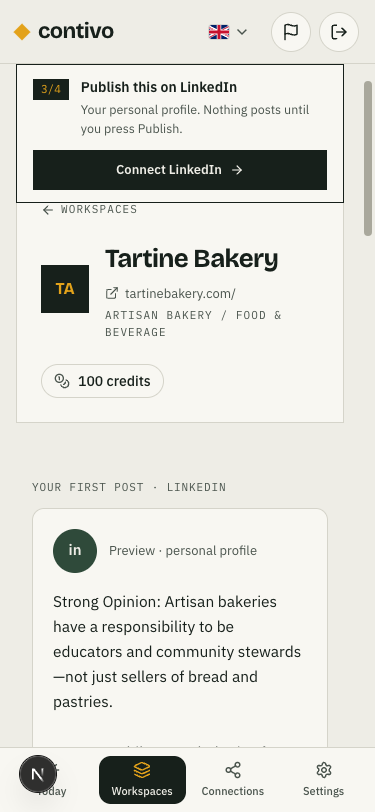 contivo
3/4 Publish this on LinkedIn
Your personal profile. Nothing posts until
you press Publish.
Connect LinkedIn →
← WORKSPACES
TA
Tartine Bakery
tartinebakery.com/
ARTISAN BAKERY / FOOD &
BEVERAGE
100 credits
YOUR FIRST POST · LINKEDIN
in
Preview · personal profile
Strong Opinion: Artisan bakeries
have a responsibility to be
educators and community stewards
—not just sellers of bread and
pastries.
N
Workspaces Connections Settings